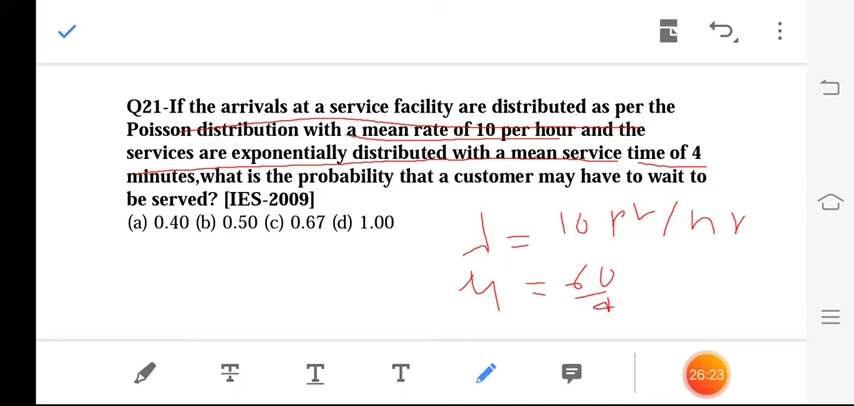 Q21-If the arrivals at a service facility are distributed as per the
Poisson distribution with a mean rate of 10 per hour and the
services are exponentially distributed with a mean service time of 4
minutes,what is the probability that a customer may have to wait to
be served? [IES-2009]
(a) 0.40 (b) 0.50 (c) 0.67 (d) 1.00
λ = 10 pr/hr
μ = 60/4
T T T
26:23